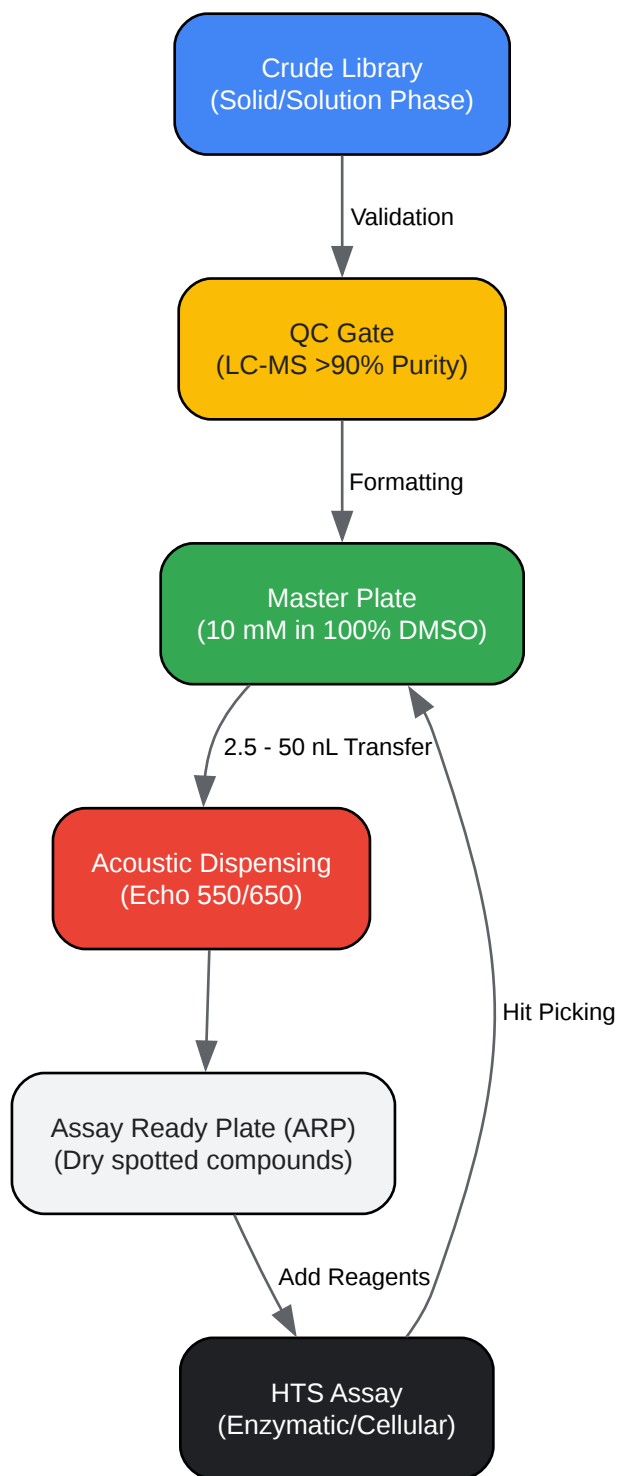 Crude Library
(Solid/Solution Phase)
Validation
QC Gate
(LC-MS >90% Purity)
Formatting
Master Plate
(10 mM in 100% DMSO)
2.5 - 50 nL Transfer
Acoustic Dispensing
(Echo 550/650)
Hit Picking
Assay Ready Plate (ARP)
(Dry spotted compounds)
Add Reagents
HTS Assay
(Enzymatic/Cellular)